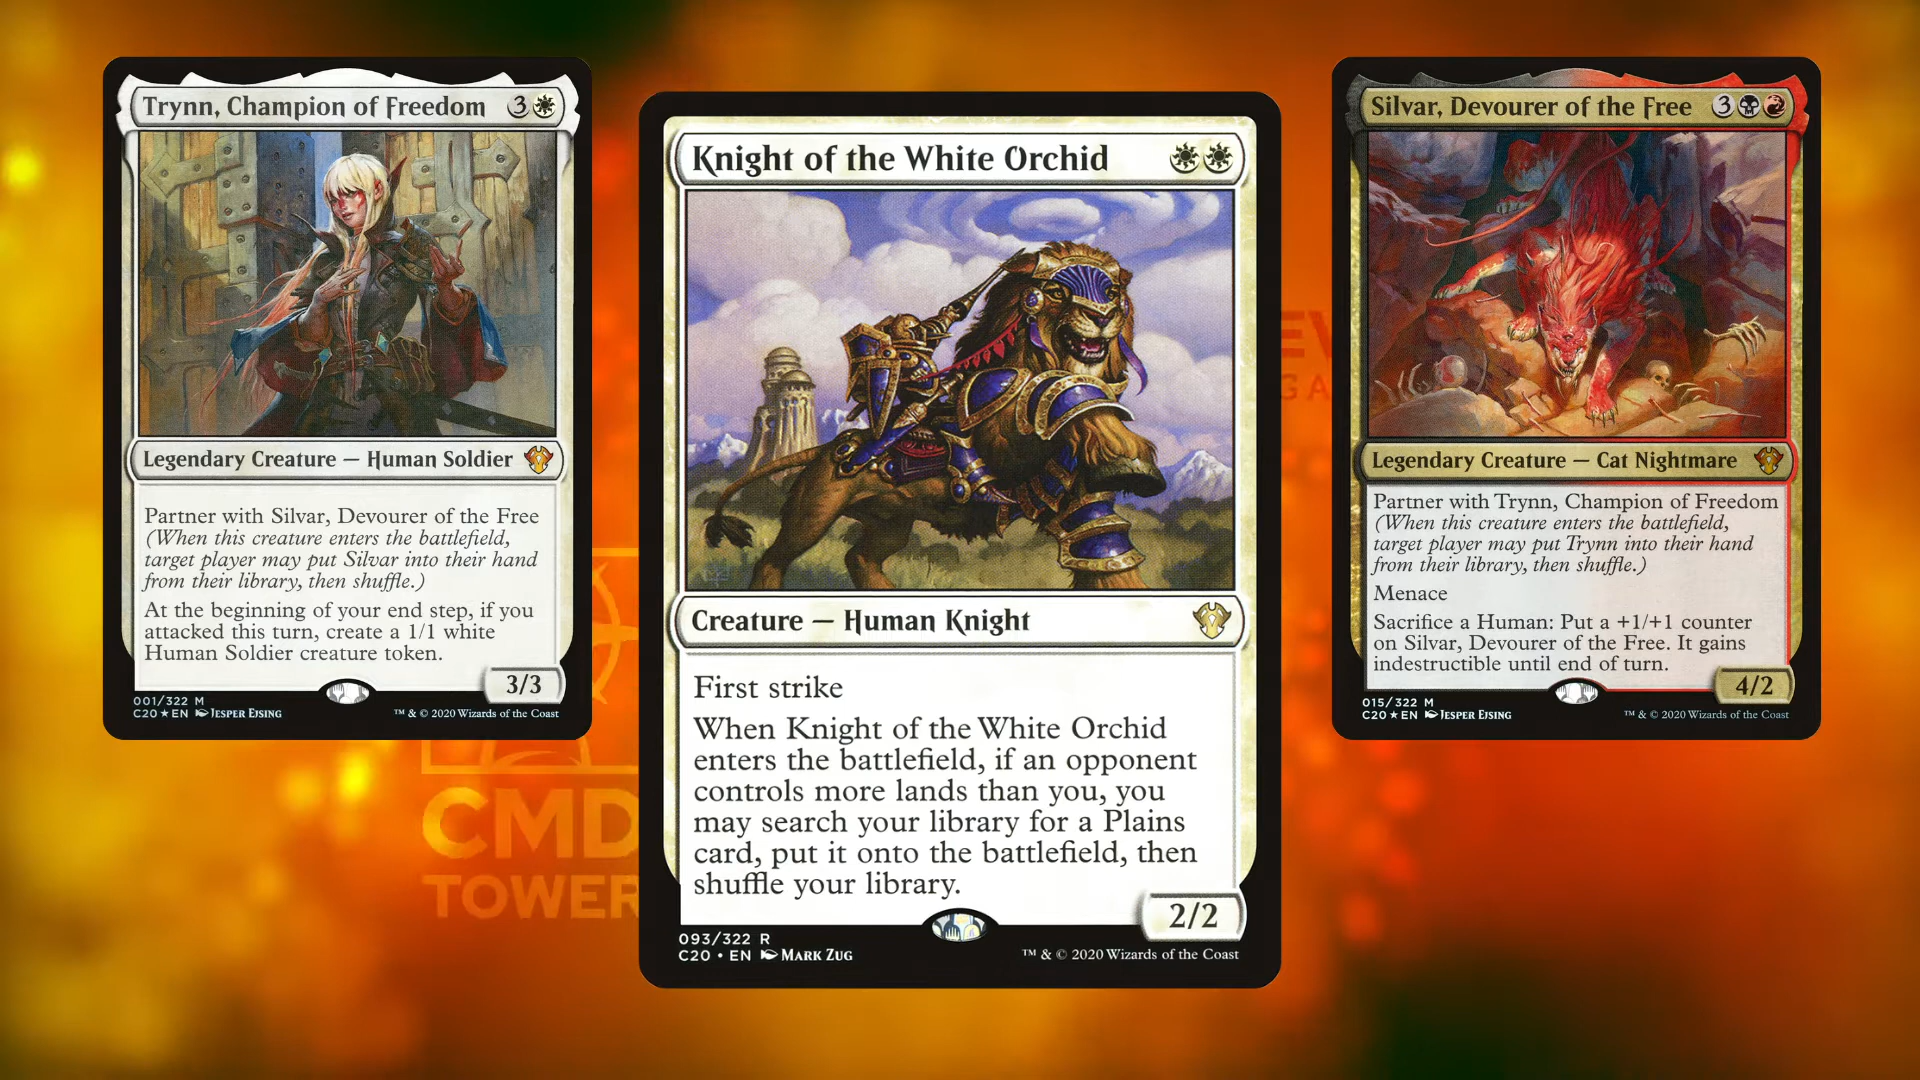 Trynn, Champion of Freedom 3
Legendary Creature — Human Soldier
Partner with Silvar, Devourer of the Free
(When this creature enters the battlefield,
target player may put Silvar into their hand
from their library, then shuffle.)
At the beginning of your end step, if you
attacked this turn, create a 1/1 white
Human Soldier creature token.
3/3
001/322 M
C20 ★ EN Jesper Ejsing
™ & © 2020 Wizards of the Coast
Knight of the White Orchid
Creature — Human Knight
First strike
When Knight of the White Orchid
enters the battlefield, if an opponent
controls more lands than you, you
may search your library for a Plains
card, put it onto the battlefield, then
shuffle your library.
2/2
093/322 R
C20 • EN Mark Zug
™ & © 2020 Wizards of the Coast
Silvar, Devourer of the Free 3
Legendary Creature — Cat Nightmare
Partner with Trynn, Champion of Freedom
(When this creature enters the battlefield,
target player may put Trynn into their hand
from their library, then shuffle.)
Menace
Sacrifice a Human: Put a +1/+1 counter
on Silvar, Devourer of the Free. It gains
indestructible until end of turn.
4/2
015/322 M
C20 ★ EN Jesper Ejsing
™ & © 2020 Wizards of the Coast
CMD
TOWER